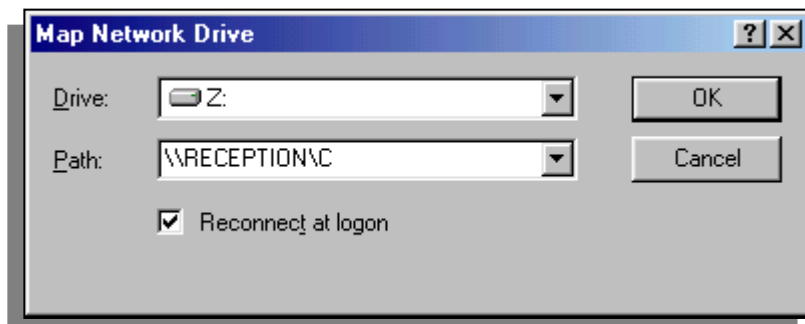 Map Network Drive
Drive: Z: OK
Path: \\RECEPTION\C Cancel
Reconnect at logon